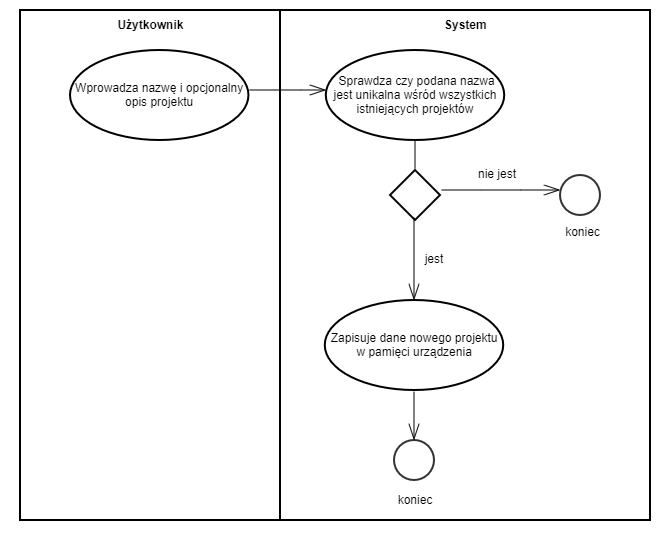 Użytkownik
System
Wprowadza nazwę i opcjonalny
opis projektu
Sprawdza czy podana nazwa
jest unikalna wśród wszystkich
istniejących projektów
nie jest
koniec
jest
Zapisuje dane nowego projektu
w pamięci urządzenia
koniec